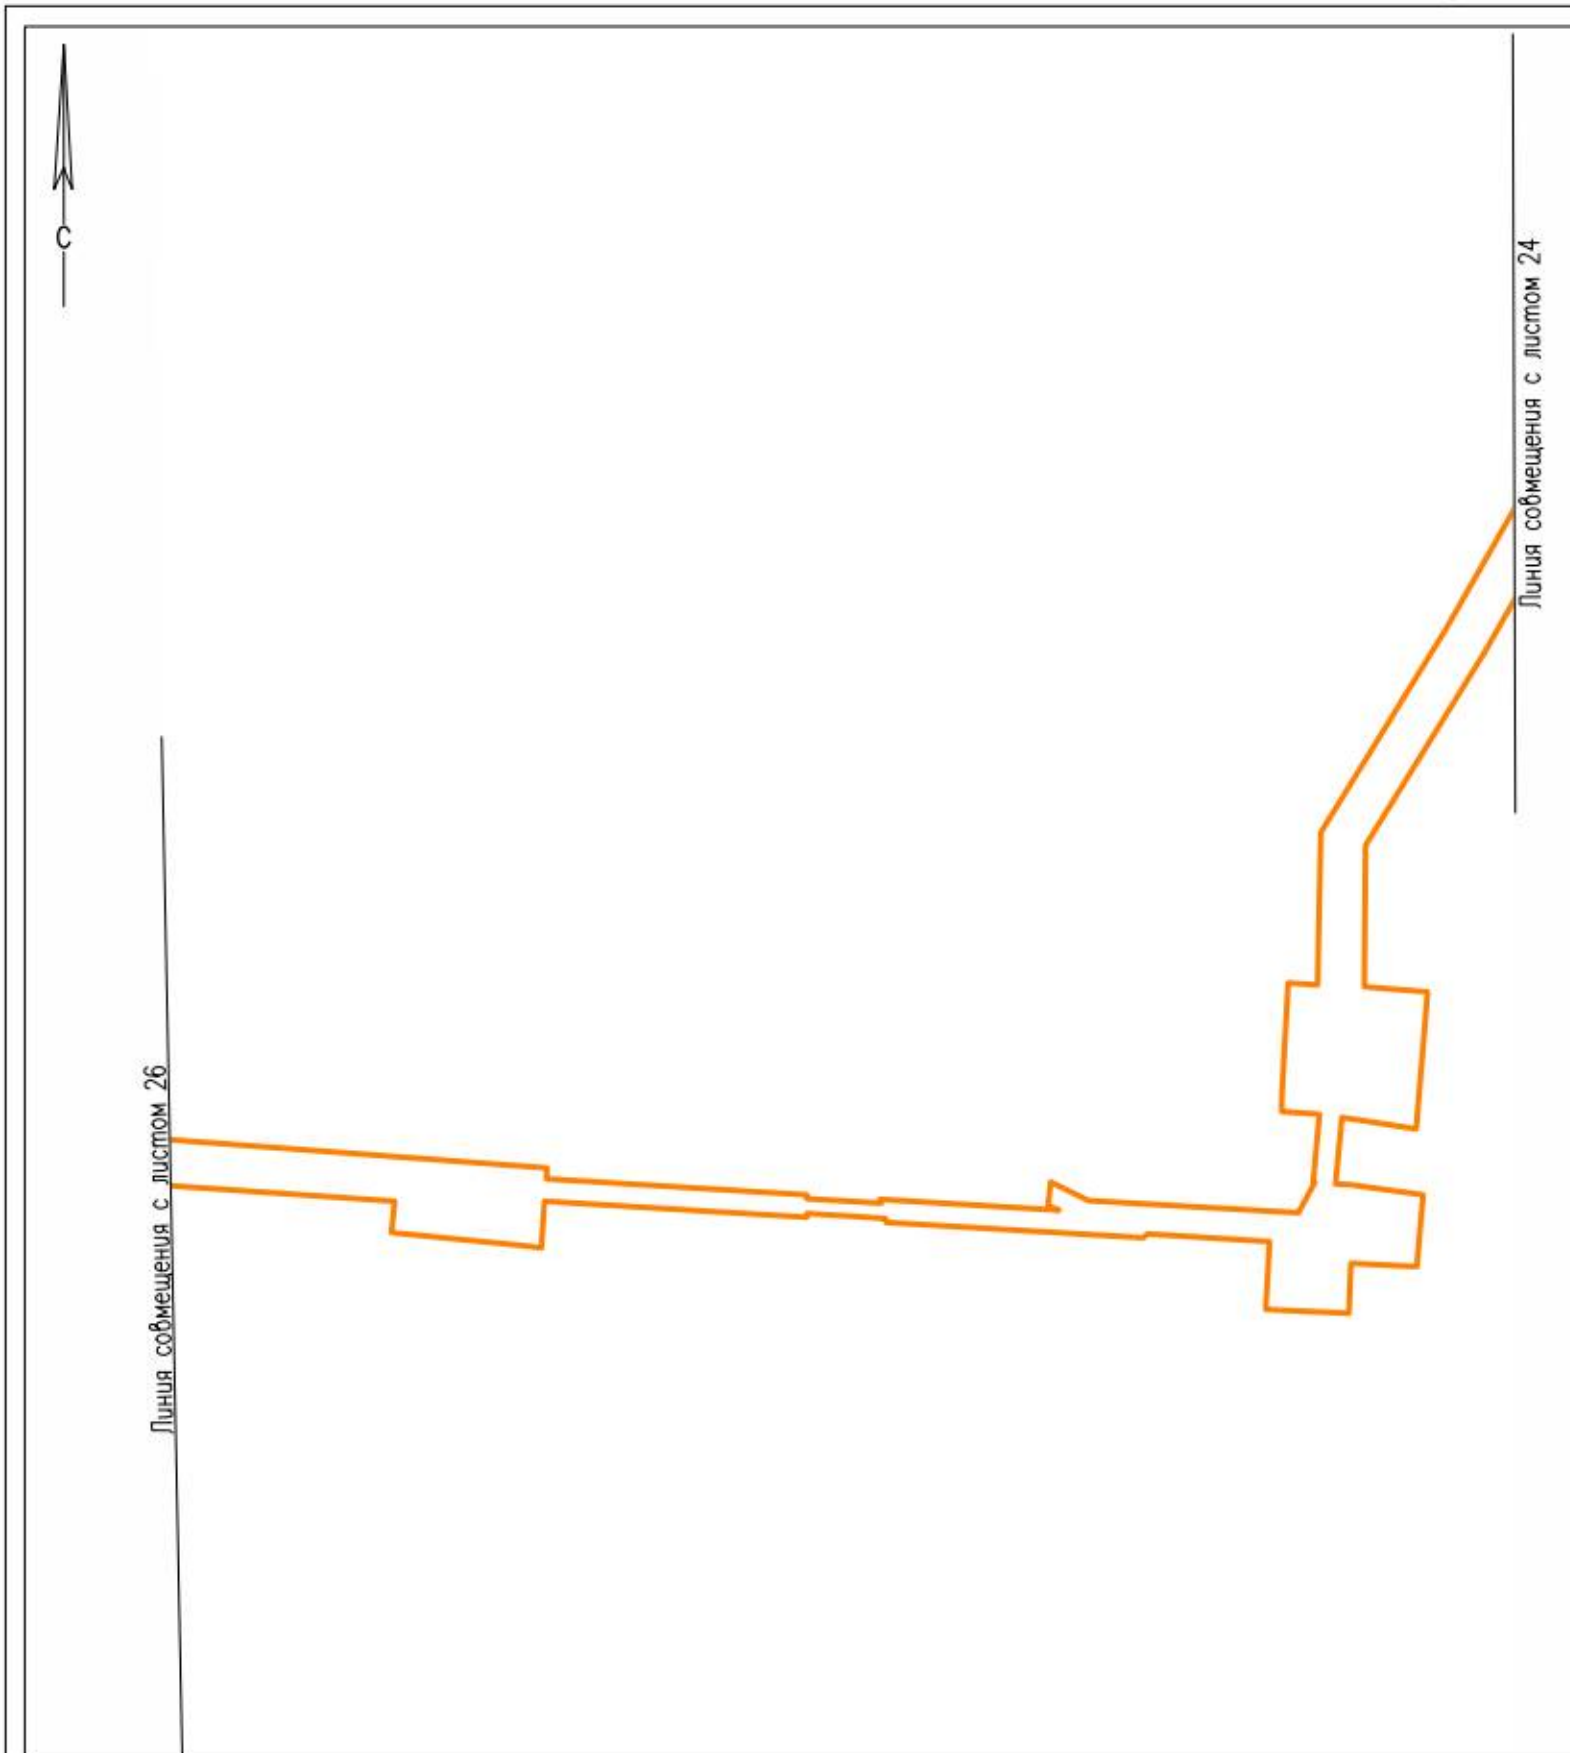 С
Линия совмещения с листом 24
Линия совмещения с листом 26